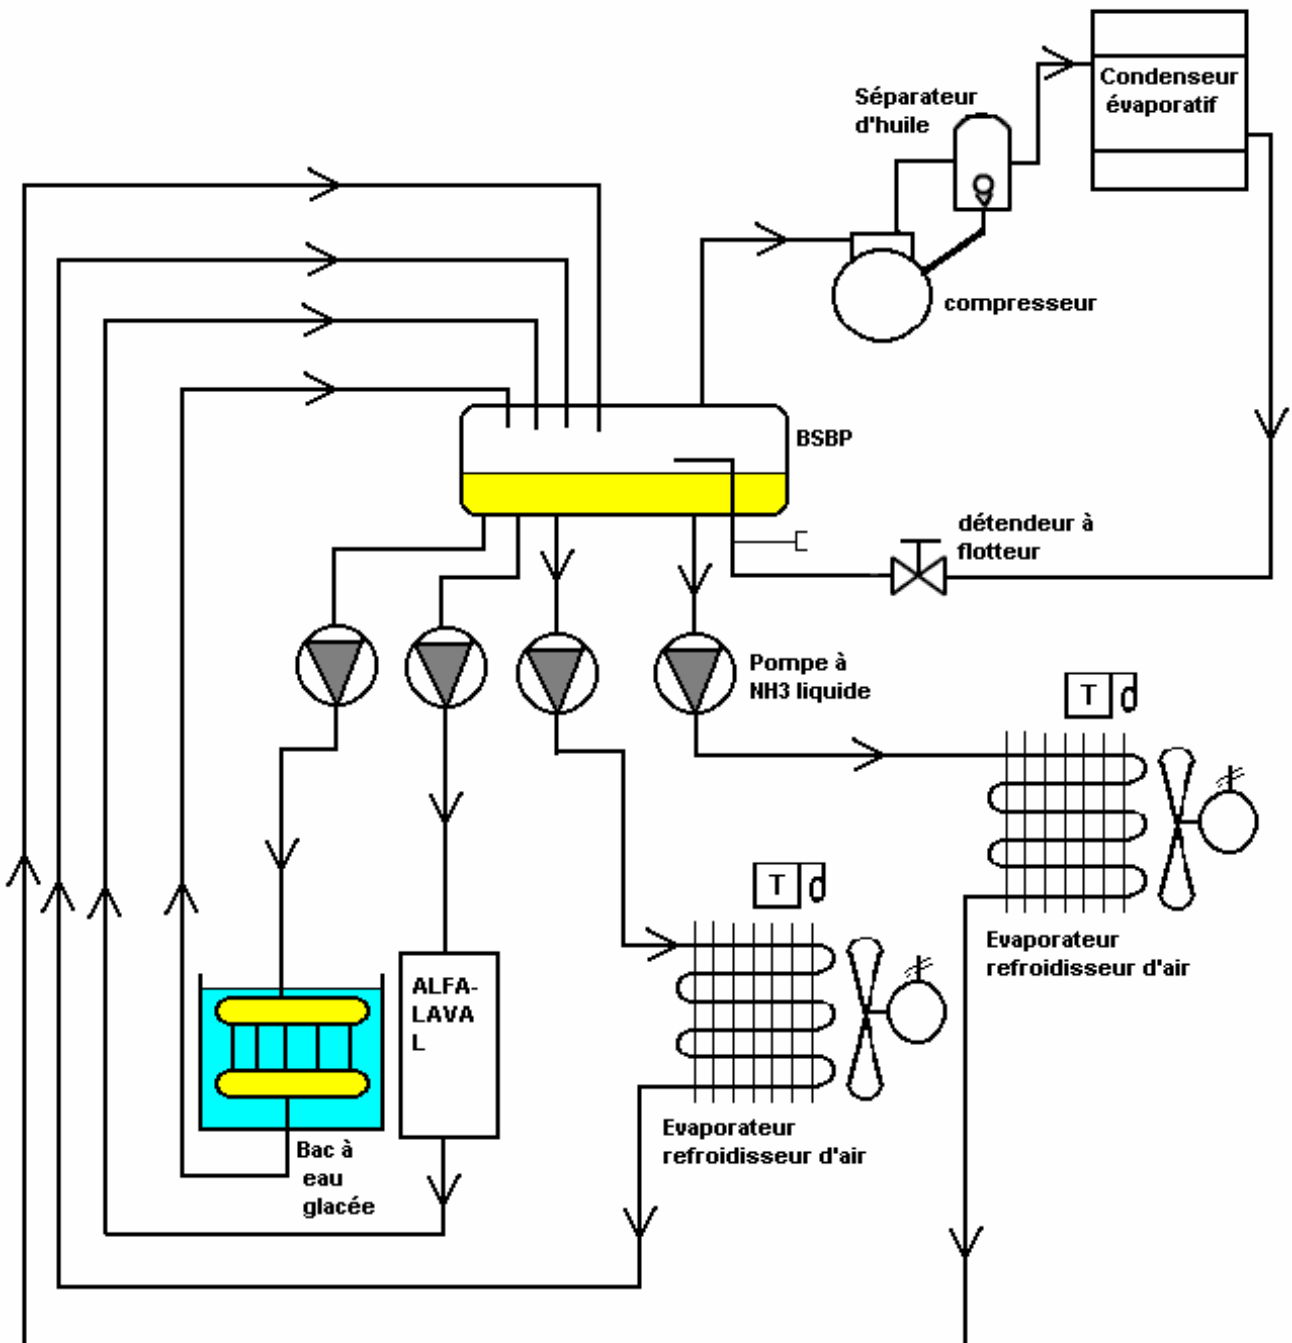 Condenseur
évaporatif
Séparateur
d'huile
compresseur
BSBP
détendeur à
flotteur
Pompe à
NH3 liquide
T
T
Evaporateur
refroidisseur d'air
ALFA-
LAVA
L
Evaporateur
refroidisseur d'air
Bac à
eau
glacée